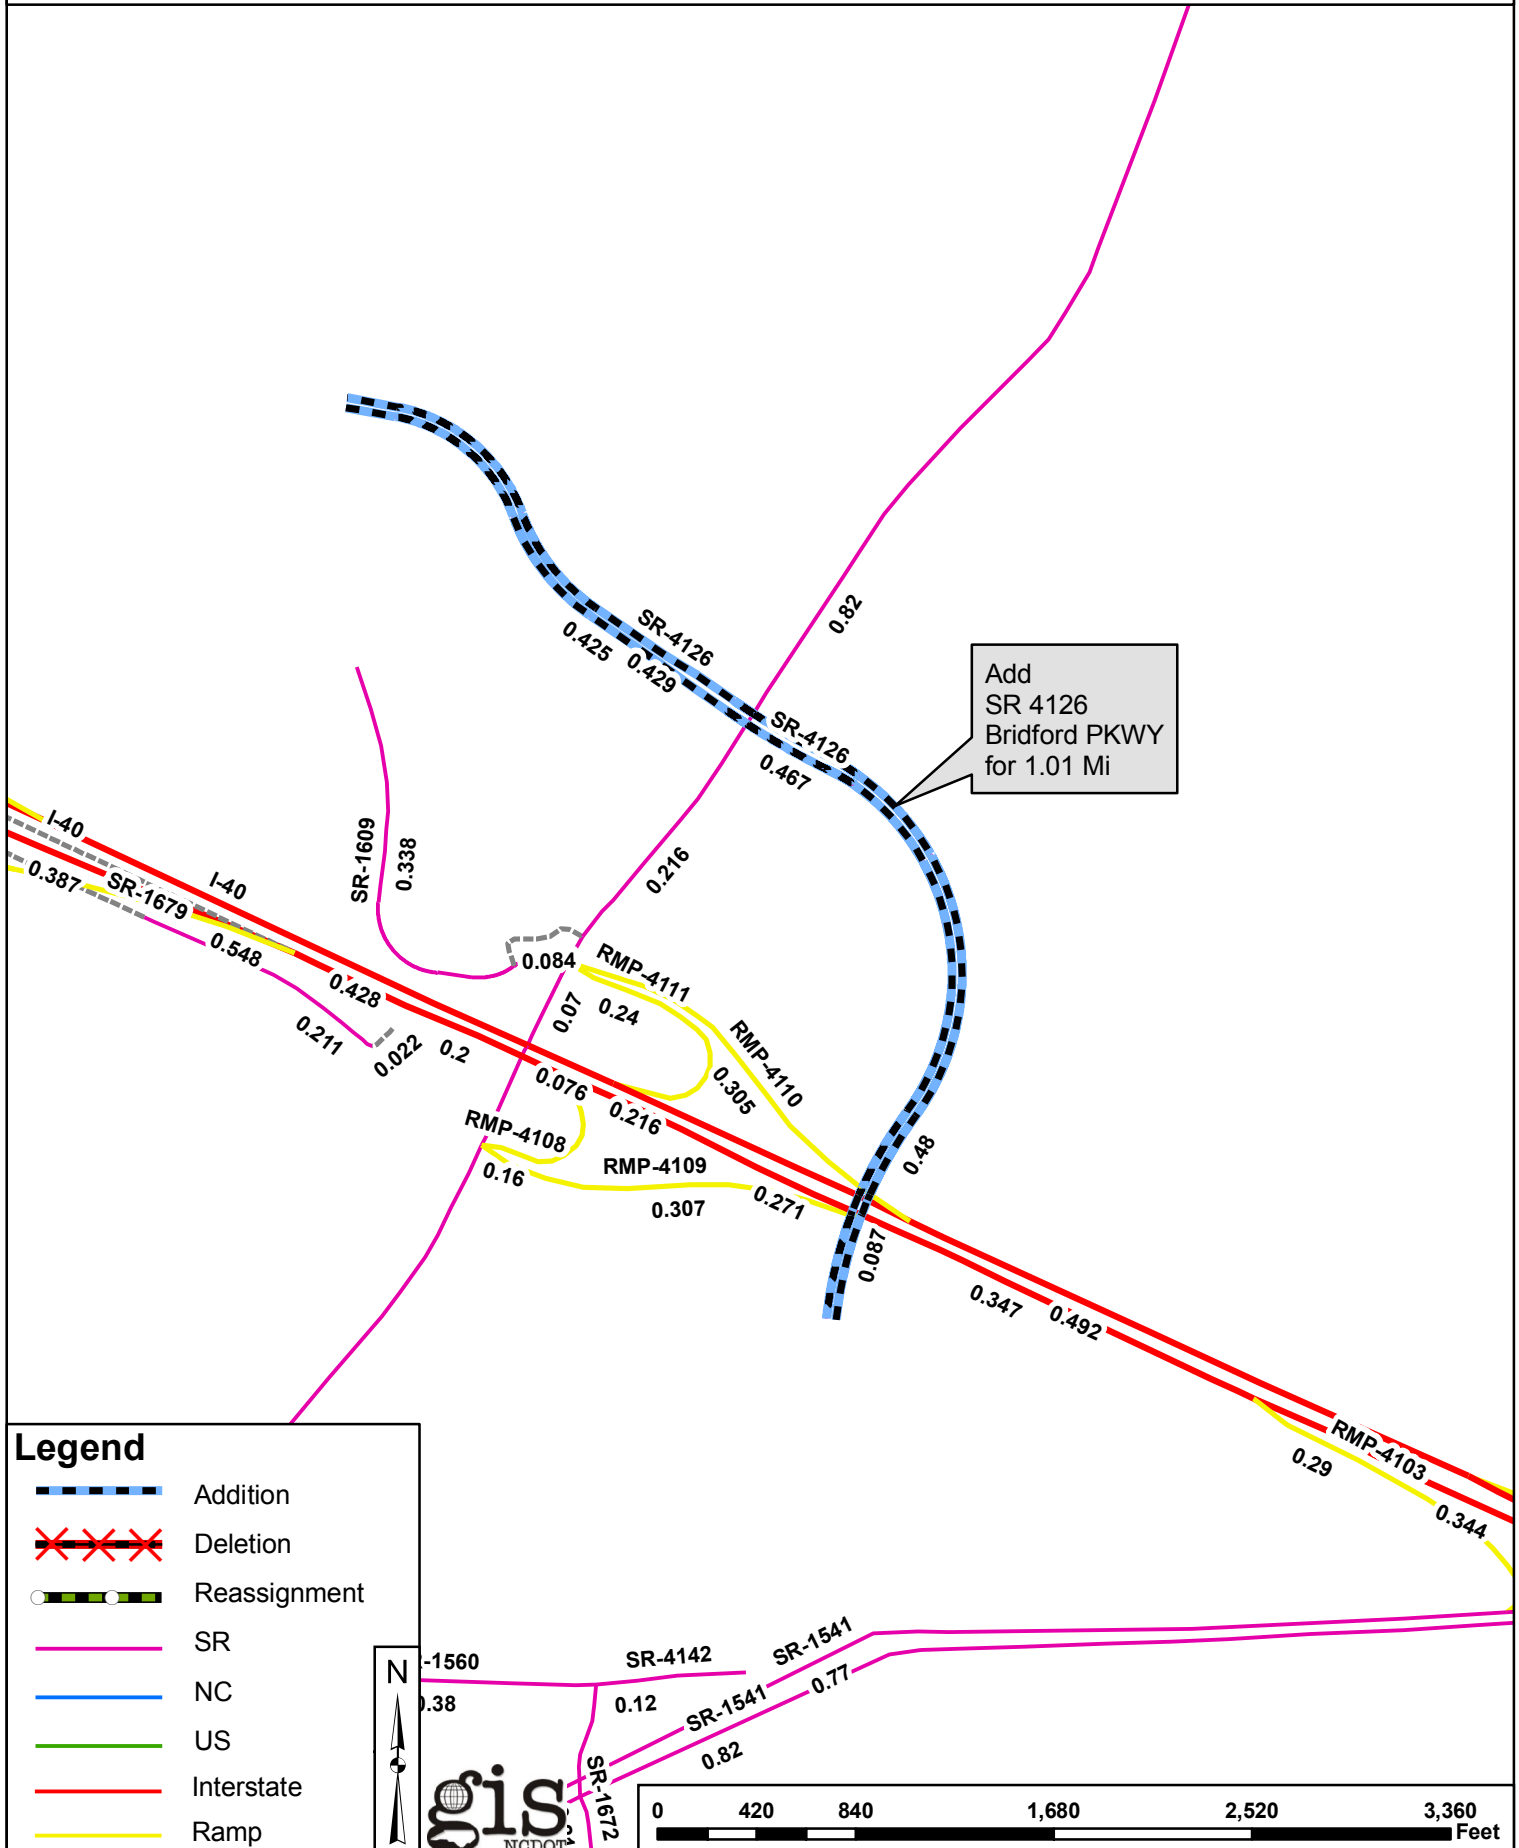 0.82
SR-4126
0.425
0.429
Add
SR 4126
Bridford PKWY
for 1.01 Mi
SR-4126
0.467
I-40
I-40
0.387
SR-1679
SR-1609
0.338
0.216
0.548
0.084
RMP-4111
0.428
0.24
0.07
RMP-4110
0.211
0.022
0.2
0.076
0.305
0.216
RMP-4108
0.48
RMP-4109
0.16
0.271
0.307
0.087
0.347
0.492
RMP-4103
0.29
0.344
Legend
Addition
Deletion
Reassignment
SR
NC
US
Interstate
Ramp
N
-1560
SR-4142
SR-1541
.38
0.12
SR-1541
0.77
0.82
SR-1672
gis
NCDOT
0 420 840 1,680 2,520 3,360
Feet